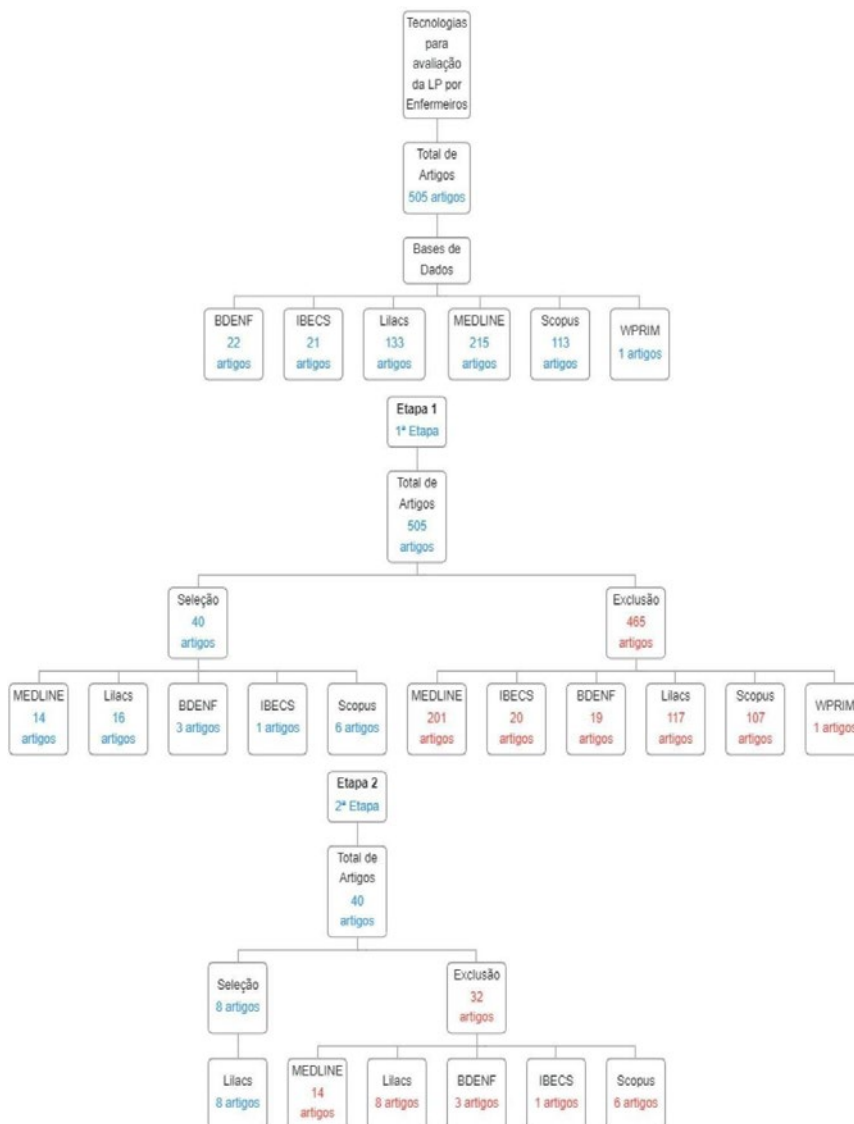 Tecnologias
para
avaliação
da LP por
Enfermeiros
Total de
Artigos
505 artigos
Bases de
Dados
BDENF
22
artigos
IBECS
21
artigos
Lilacs
133
artigos
MEDLINE
215
artigos
Scopus
113
artigos
WPRIM
1 artigos
Etapa 1
1ª Etapa
Total de
Artigos
505
artigos
Seleção
40
artigos
Exclusão
465
artigos
MEDLINE
14
artigos
Lilacs
16
artigos
BDENF
3 artigos
IBECS
1 artigos
Scopus
6 artigos
MEDLINE
201
artigos
IBECS
20
artigos
BDENF
19
artigos
Lilacs
117
artigos
Scopus
107
artigos
WPRIM
1 artigos
Etapa 2
2ª Etapa
Total de
Artigos
40
artigos
Seleção
8 artigos
Exclusão
32
artigos
Lilacs
8 artigos
MEDLINE
14
artigos
Lilacs
8 artigos
BDENF
3 artigos
IBECS
1 artigos
Scopus
6 artigos